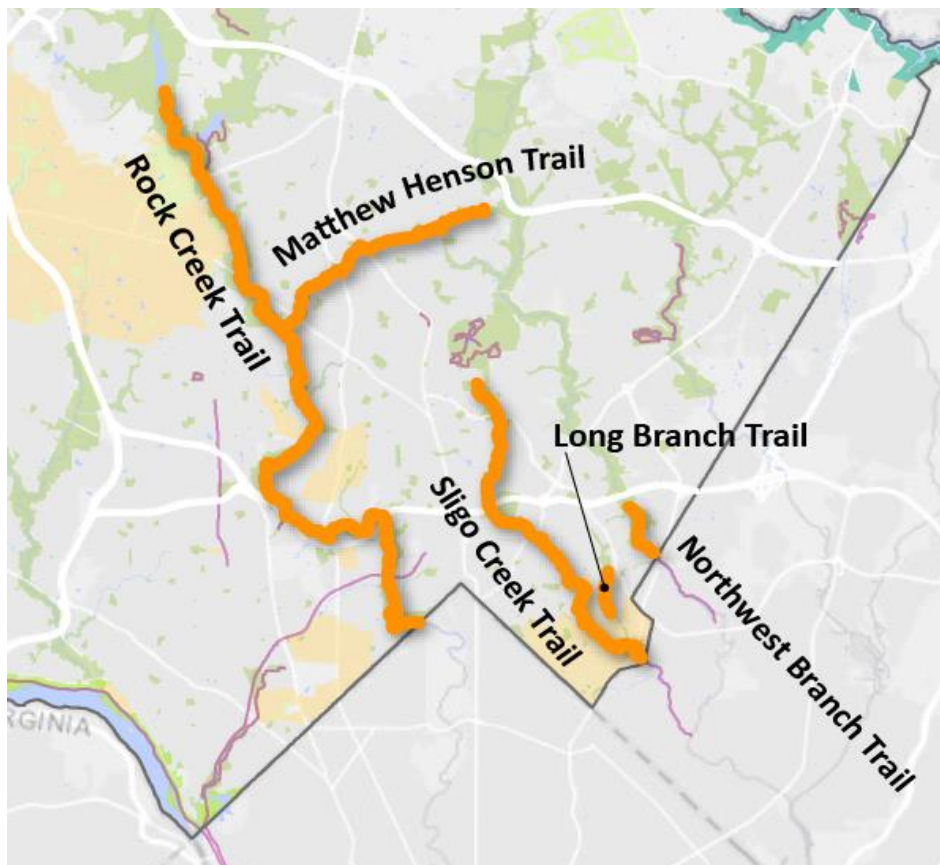 Matthew Henson Trail
Rock Creek Trail
Long Branch Trail
Sligo Creek Trail
Northwest Branch Trail
RGINIA